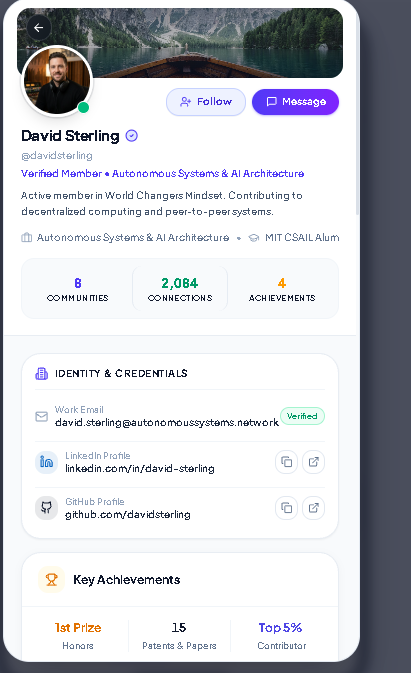 Follow
Message
David Sterling
@davidsterling
Verified Member • Autonomous Systems & AI Architecture
Active member in World Changers Mindset. Contributing to
decentralized computing and peer-to-peer systems.
Autonomous Systems & AI Architecture • MIT CSAIL Alum
8
COMMUNITIES
2,084
CONNECTIONS
4
ACHIEVEMENTS
IDENTITY & CREDENTIALS
Work Email
david.sterling@autonomoussystems.network
Verified
LinkedIn Profile
linkedin.com/in/david-sterling
GitHub Profile
github.com/davidsterling
Key Achievements
1st Prize
Honors
15
Patents & Papers
Top 5%
Contributor